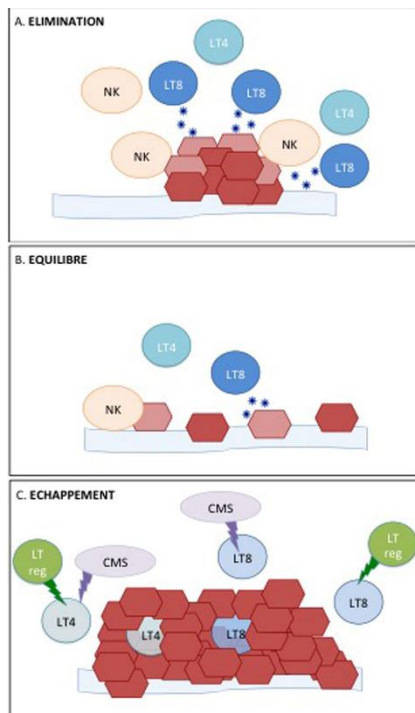 A. ELIMINATION
LT4
NK
LT8
LT8
LT4
NK
NK
LT8
B. EQUILIBRE
LT4
LT8
NK
C. ECHAPPEMENT
CMS
LT
reg
CMS
LT8
LT
reg
LT4
LT8
LT4
LT8